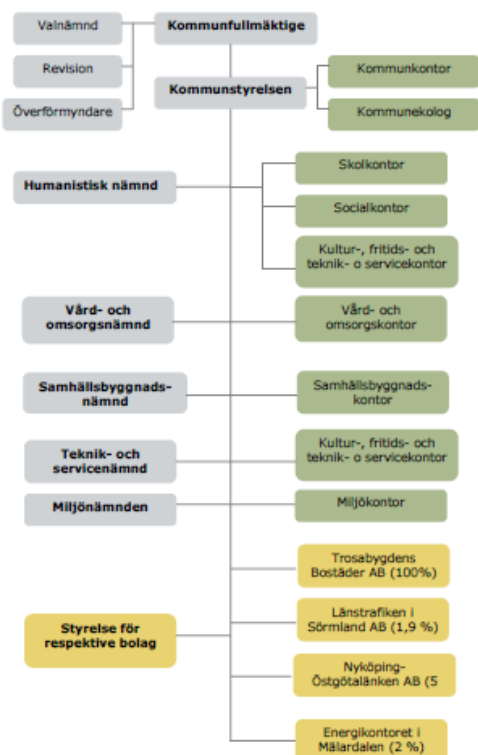 Valnämnd
Kommunfullmäktige
Revision
Kommunstyrelsen
Kommunkontor
Överförmyndare
Kommunekolog
Humanistisk nämnd
Skolkontor
Socialkontor
Kultur-, fritids- och
teknik- o servicekontor
Vård- och
omsorgsnämnd
Vård- och
omsorgskontor
Samhällsbyggnads-
nämnd
Samhällsbyggnads-
kontor
Teknik- och
servicenämnd
Kultur-, fritids- och
teknik- o servicekontor
Miljönämnden
Miljökontor
Styrelse för
respektive bolag
Trosabygdens
Bostäder AB (100%)
Länstrafiken i
Sörmland AB (1,9 %)
Nyköping-
Östgötalänken AB (5
Energikontoret i
Mälardalen (2 %)